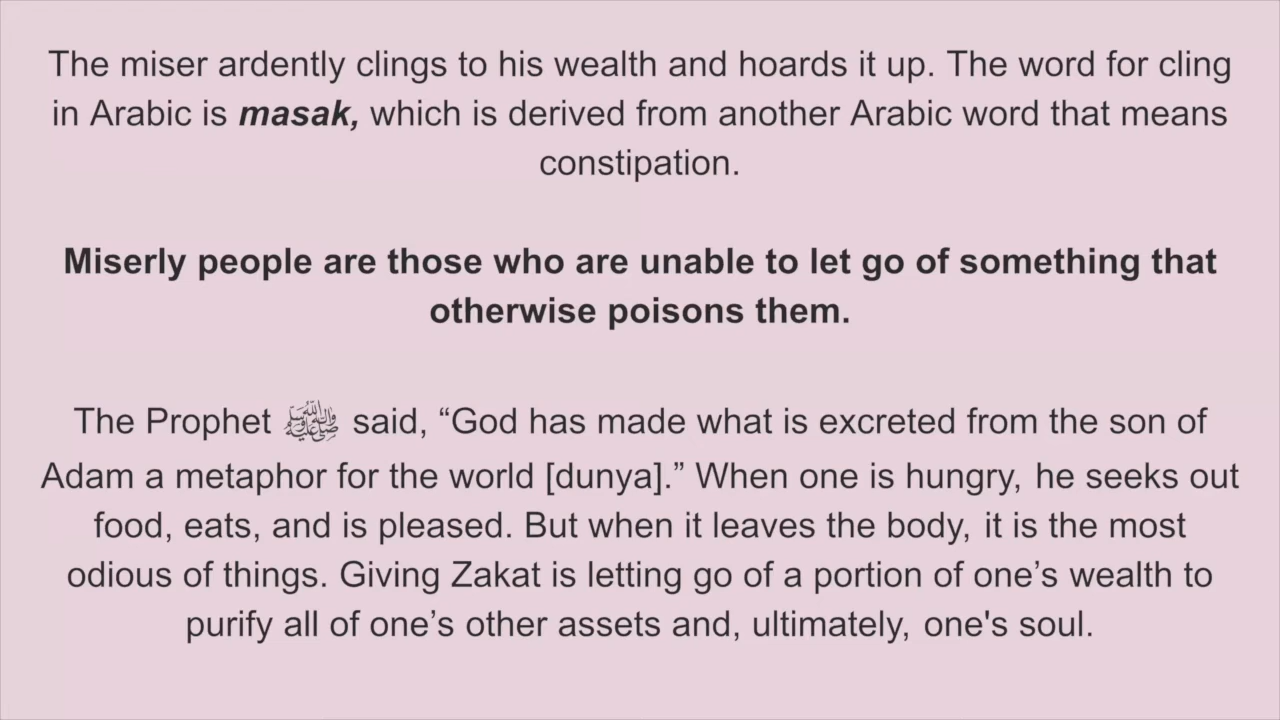 The miser ardently clings to his wealth and hoards it up. The word for cling
in Arabic is masak, which is derived from another Arabic word that means
constipation.
Miserly people are those who are unable to let go of something that
otherwise poisons them.
The Prophet ﷺ said, “God has made what is excreted from the son of
Adam a metaphor for the world [dunya].” When one is hungry, he seeks out
food, eats, and is pleased. But when it leaves the body, it is the most
odious of things. Giving Zakat is letting go of a portion of one’s wealth to
purify all of one’s other assets and, ultimately, one's soul.